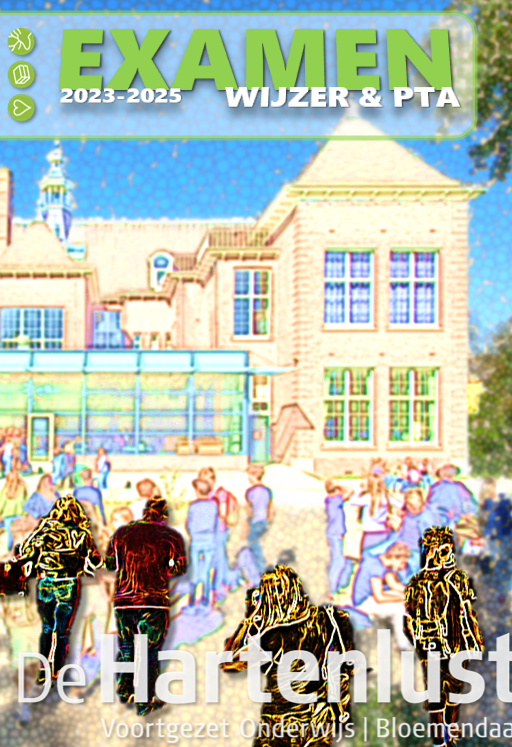 EXAMEN
2023-2025 WIJZER & PTA
De Hartenlust
Voortgezet Onderwijs | Bloemendaa